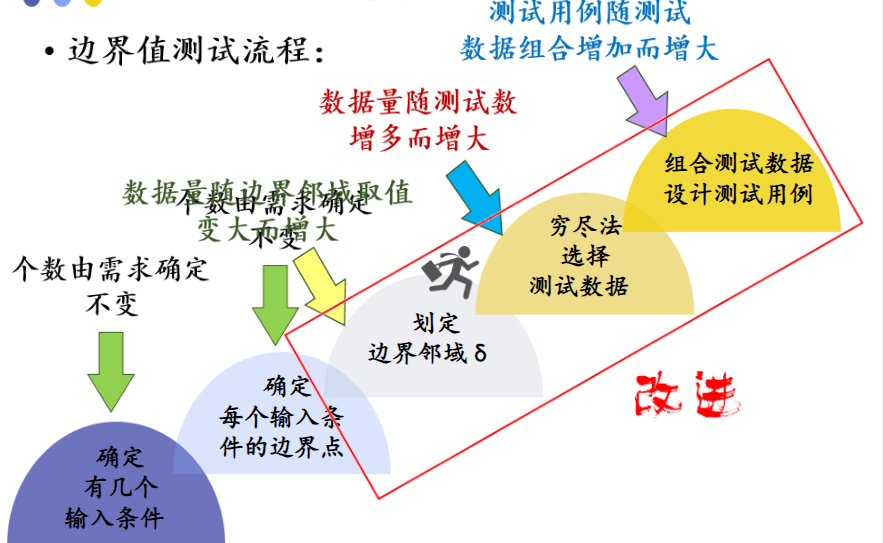 • 边界值测试流程：
测试用例随测试
数据组合增加而增大
数据量随测试数
增多而增大
数据量随边界邻域取值
变大而增大
个数由需求确定
不变
个数由需求确定
不变
组合测试数据
设计测试用例
穷尽法
选择
测试数据
划定
边界邻域δ
确定
每个输入条
件的边界点
确定
有几个
输入条件
改进